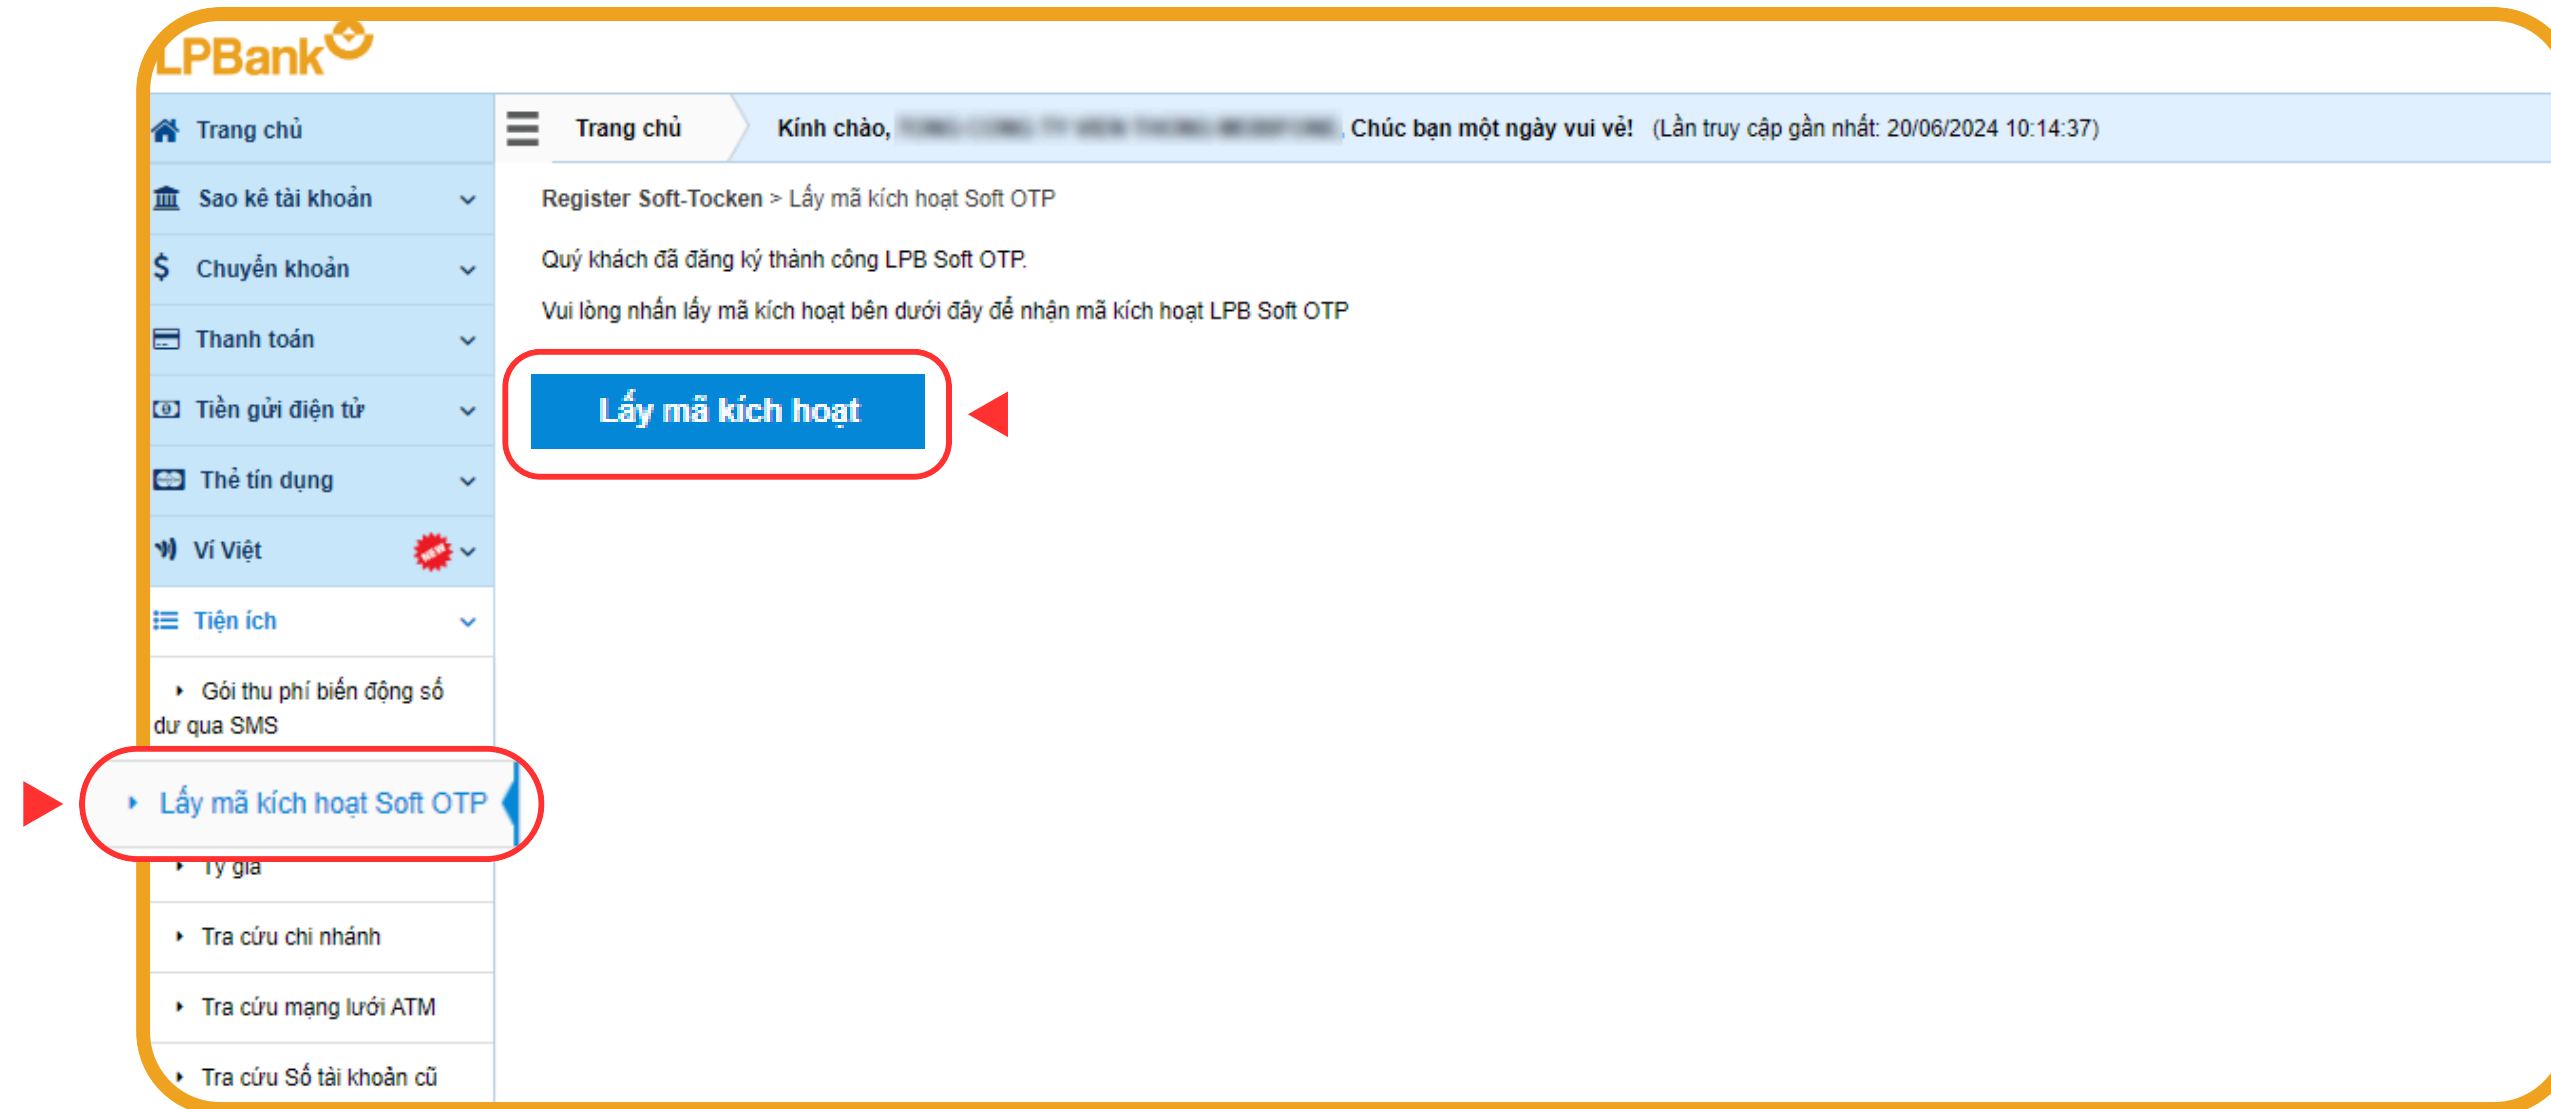 LPBank
Trang chủ
Sao kê tài khoản
Chuyển khoản
Thanh toán
Tiền gửi điện tử
Thẻ tín dụng
Ví Việt NEW
Tiện ích
Gói thu phí biến động số
dư qua SMS
Lấy mã kích hoạt Soft OTP
Tỷ giá
Tra cứu chi nhánh
Tra cứu mạng lưới ATM
Tra cứu Số tài khoản cũ
Trang chủ Kính chào, , Chúc bạn một ngày vui vẻ! (Lần truy cập gần nhất: 20/06/2024 10:14:37)
Register Soft-Tocken > Lấy mã kích hoạt Soft OTP
Quý khách đã đăng ký thành công LPB Soft OTP.
Vui lòng nhấn lấy mã kích hoạt bên dưới đây để nhận mã kích hoạt LPB Soft OTP
Lấy mã kích hoạt